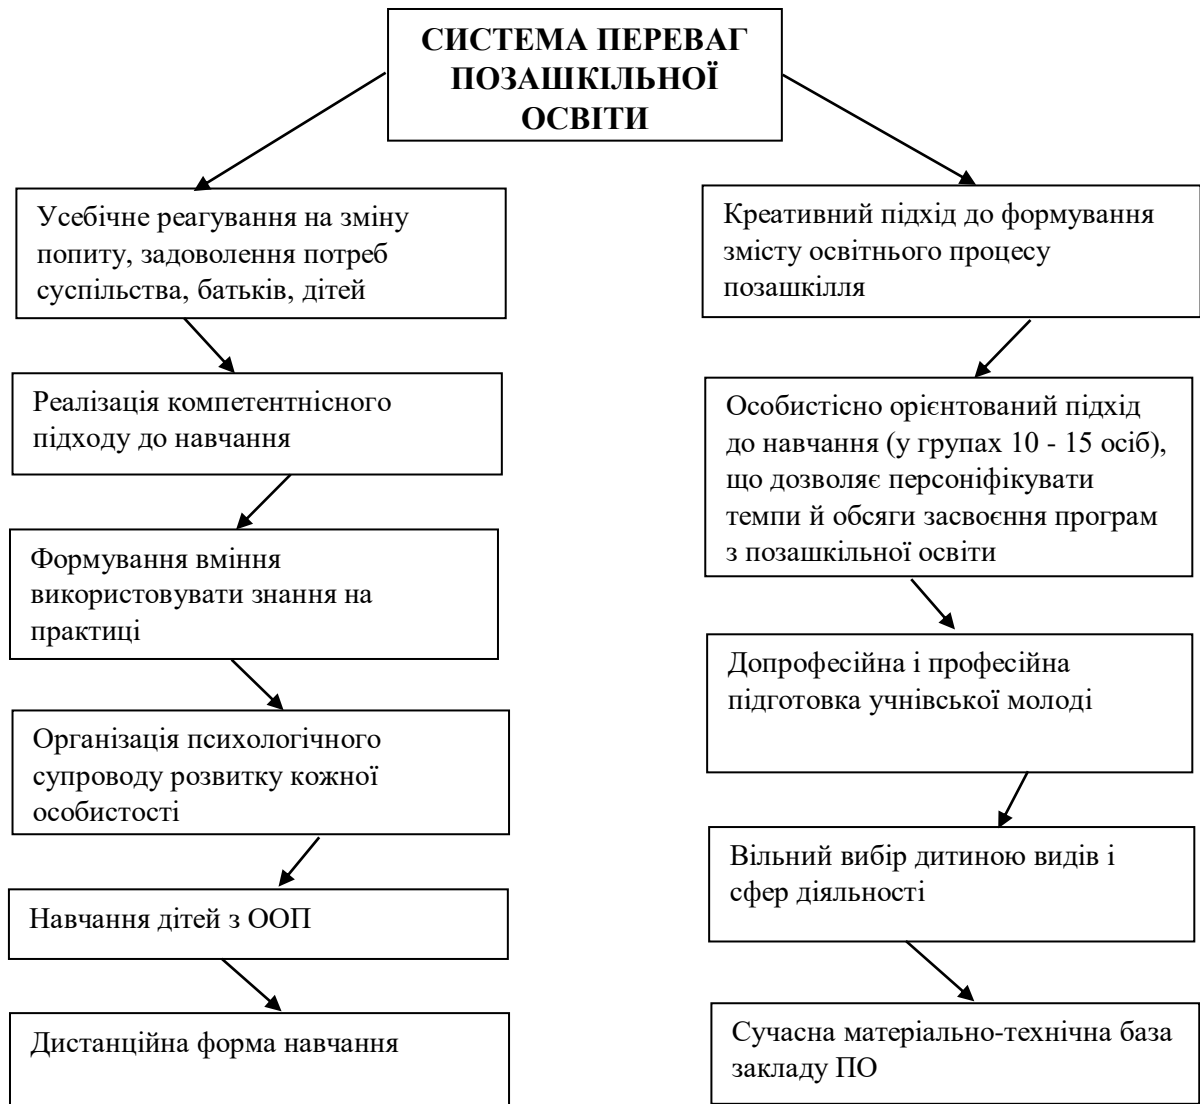 СИСТЕМА ПЕРЕВАГ
ПОЗАШКІЛЬНОЇ
ОСВІТИ
Усебічне реагування на зміну
попиту, задоволення потреб
суспільства, батьків, дітей
Реалізація компетентнісного
підходу до навчання
Формування вміння
використовувати знання на
практиці
Організація психологічного
супроводу розвитку кожної
особистості
Навчання дітей з ООП
Дистанційна форма навчання
Креативний підхід до формування
змісту освітнього процесу
позашкілля
Особистісно орієнтований підхід
до навчання (у групах 10 - 15 осіб),
що дозволяє персоніфікувати
темпи й обсяги засвоєння програм
з позашкільної освіти
Допрофесійна і професійна
підготовка учнівської молоді
Вільний вибір дитиною видів і
сфер діяльності
Сучасна матеріально-технічна база
закладу ПО